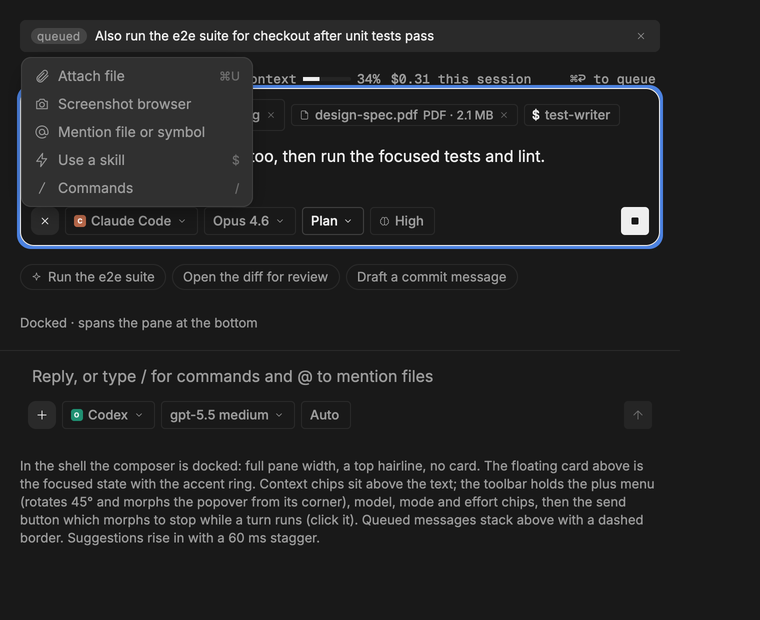 queued Also run the e2e suite for checkout after unit tests pass
34% $0.31 this session ⌘⏎ to queue
Attach file ⌘U
Screenshot browser
Mention file or symbol
Use a skill $
Commands /
design-spec.pdf PDF · 2.1 MB
$ test-writer
too, then run the focused tests and lint.
Claude Code Opus 4.6 Plan High
Run the e2e suite Open the diff for review Draft a commit message
Docked · spans the pane at the bottom
Reply, or type / for commands and @ to mention files
Codex gpt-5.5 medium Auto
In the shell the composer is docked: full pane width, a top hairline, no card. The floating card above is
the focused state with the accent ring. Context chips sit above the text; the toolbar holds the plus menu
(rotates 45° and morphs the popover from its corner), model, mode and effort chips, then the send
button which morphs to stop while a turn runs (click it). Queued messages stack above with a dashed
border. Suggestions rise in with a 60 ms stagger.